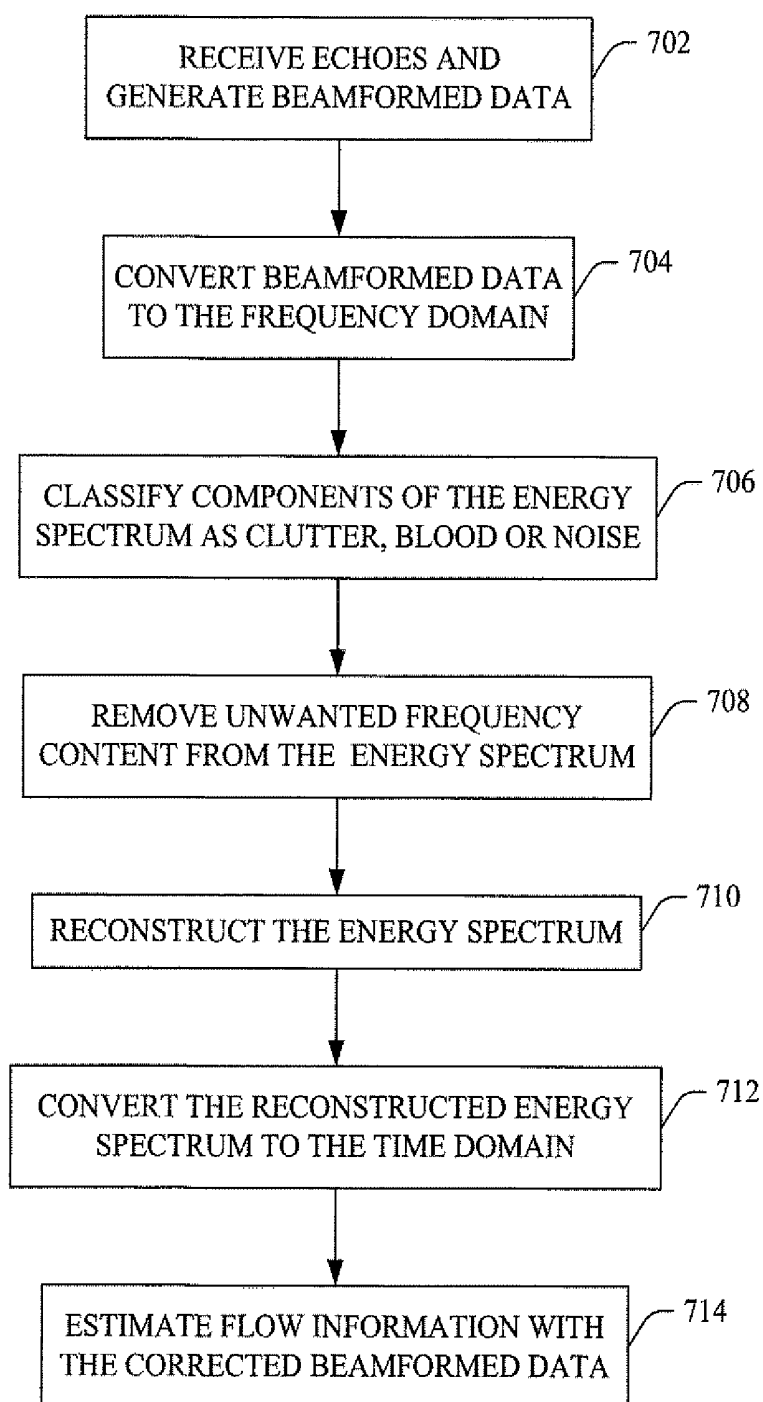 RECEIVE ECHOES AND
GENERATE BEAMFORMED DATA
702
CONVERT BEAMFORMED DATA
TO THE FREQUENCY DOMAIN
704
CLASSIFY COMPONENTS OF THE ENERGY
SPECTRUM AS CLUTTER, BLOOD OR NOISE
706
REMOVE UNWANTED FREQUENCY
CONTENT FROM THE ENERGY SPECTRUM
708
RECONSTRUCT THE ENERGY SPECTRUM
710
CONVERT THE RECONSTRUCTED ENERGY
SPECTRUM TO THE TIME DOMAIN
712
ESTIMATE FLOW INFORMATION WITH
THE CORRECTED BEAMFORMED DATA
714